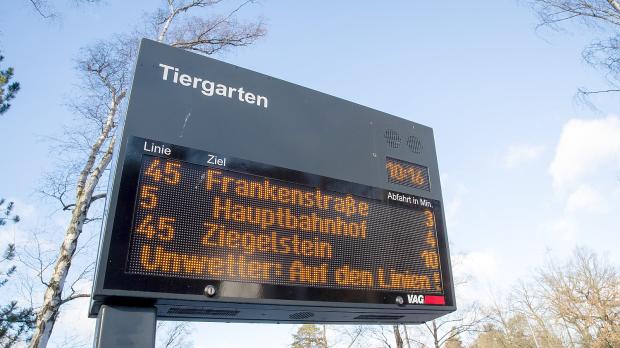 Tiergarten
10:14
Linie Ziel Abfahrt in Min.
45 Frankenstraße 3
5 Hauptbahnhof 4
45 Ziegelstein 10
Unwetter: Auf den Linien
VAG